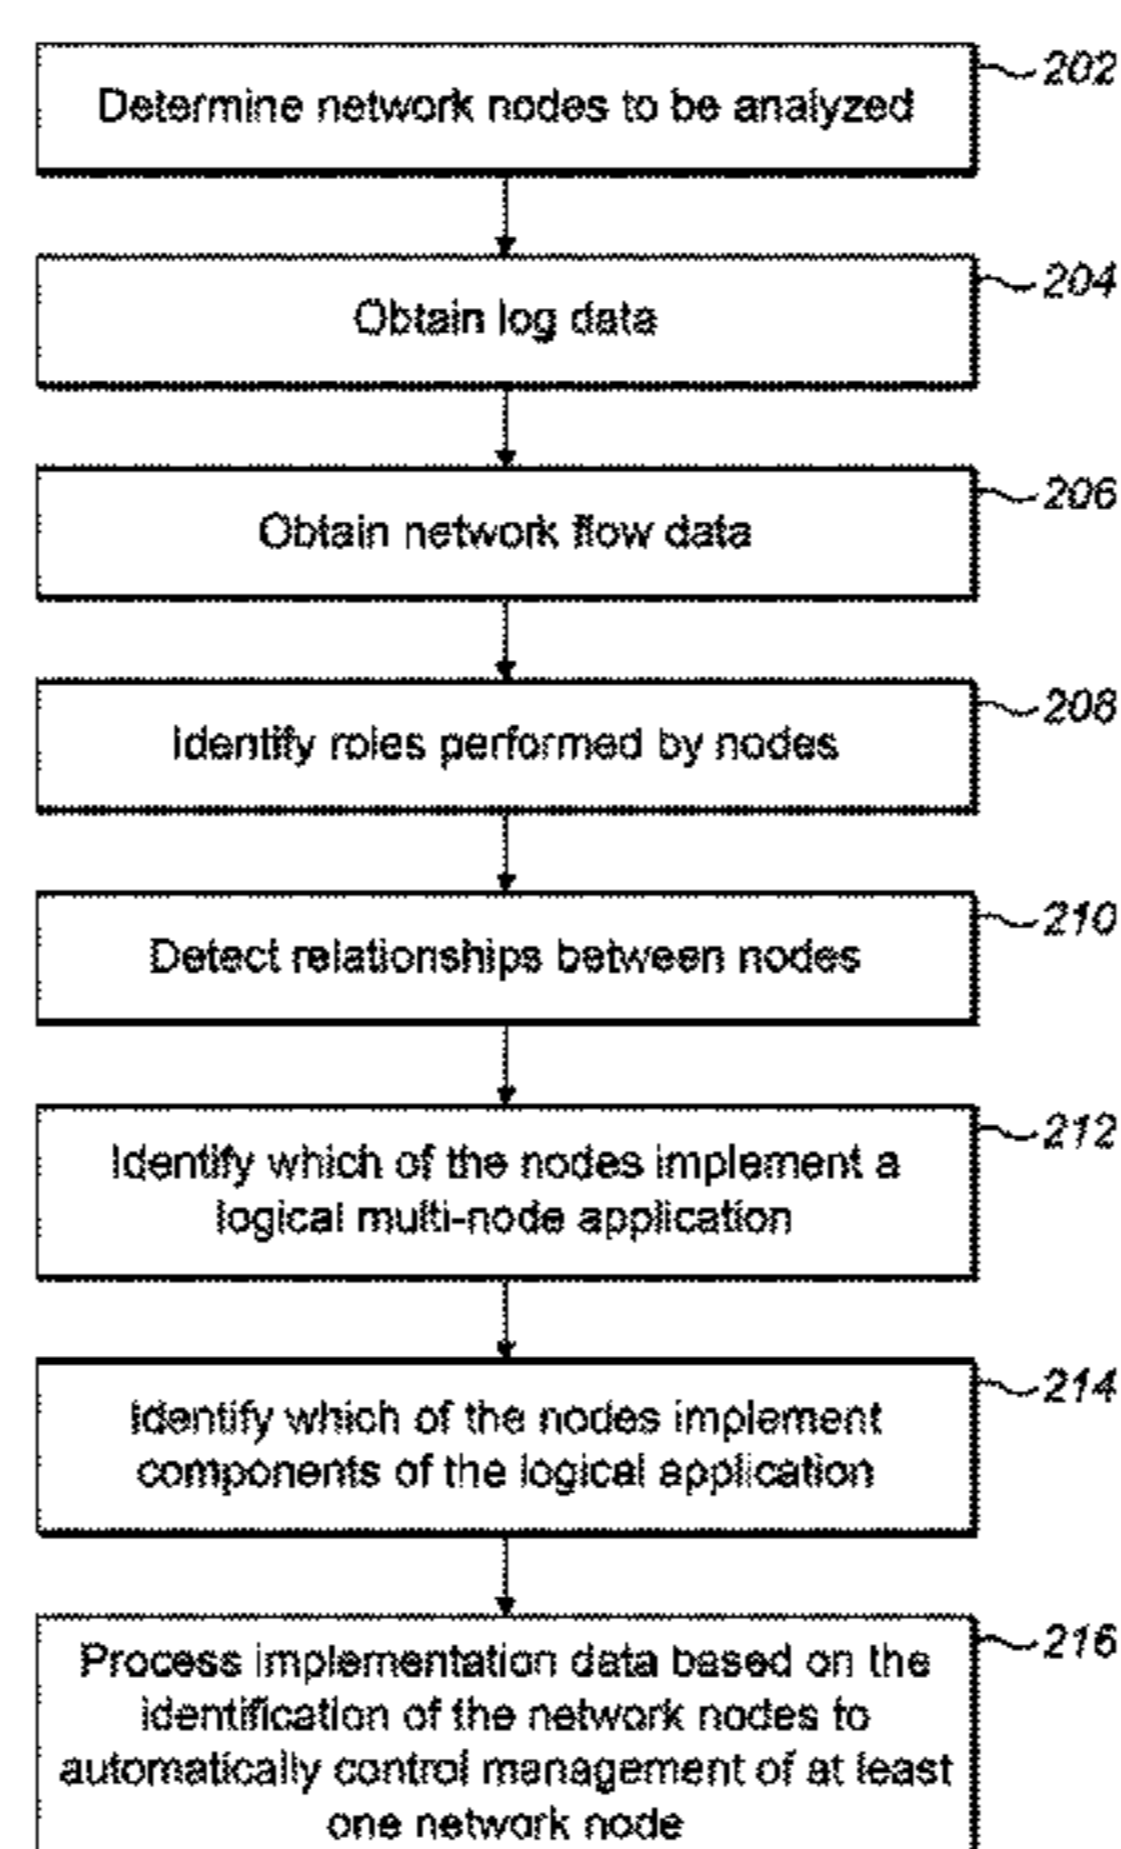 Determine network nodes to be analyzed
202
Obtain log data
204
Obtain network flow data
206
Identify roles performed by nodes
208
Detect relationships between nodes
210
Identify which of the nodes implement a
logical multi-node application
212
Identify which of the nodes implement
components of the logical application
214
Process implementation data based on the
identification of the network nodes to
automatically control management of at least
one network node
216